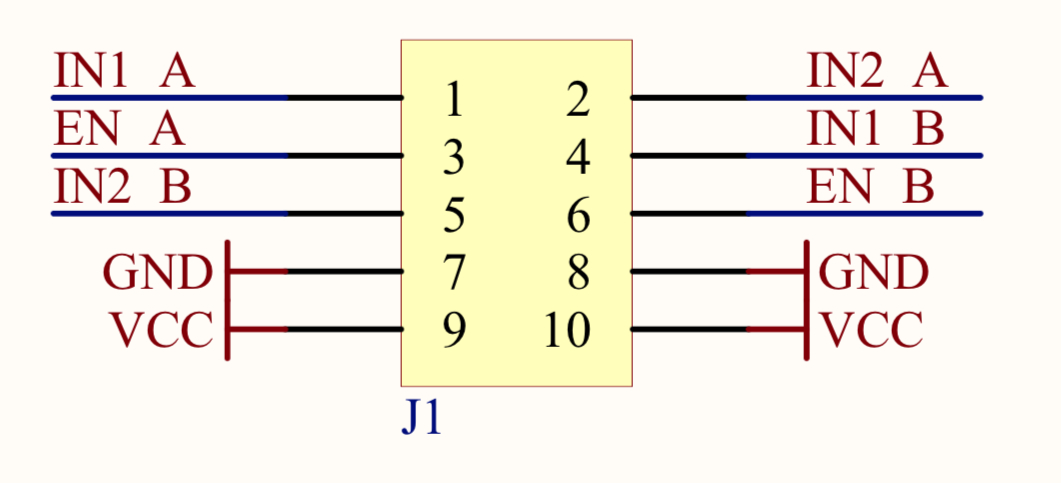 IN1 A 1 2 IN2 A
EN A 3 4 IN1 B
IN2 B 5 6 EN B
GND 7 8 GND
VCC 9 10 VCC
J1